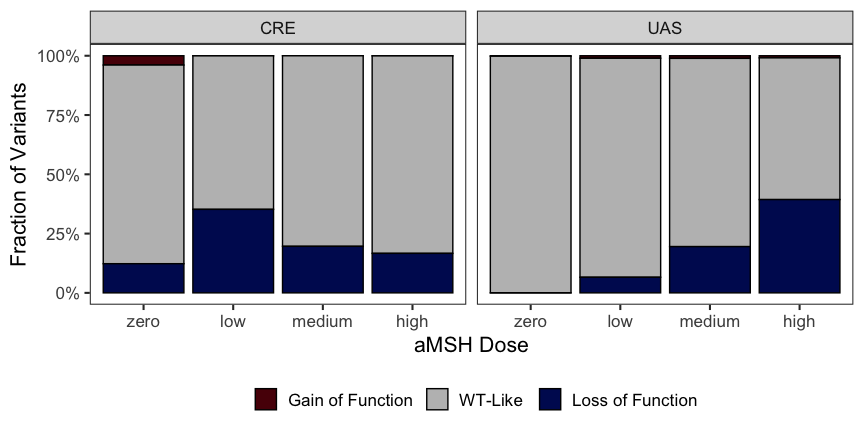 CRE UAS
Fraction of Variants
100%
75%
50%
25%
0%
zero low medium high zero low medium high
aMSH Dose
Gain of Function WT-Like Loss of Function